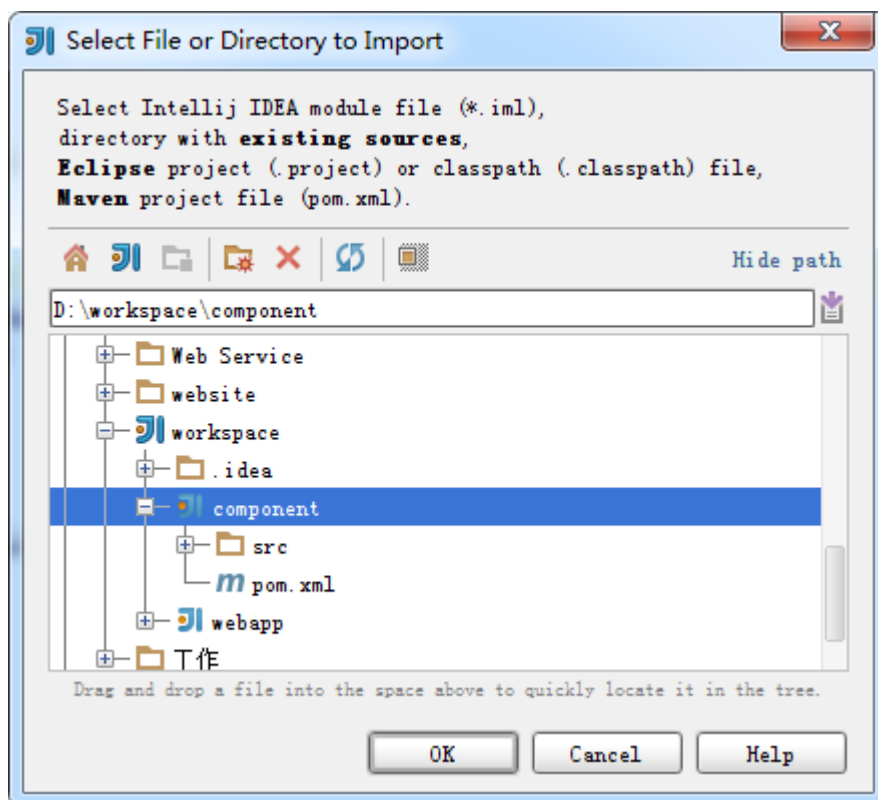 Select File or Directory to Import
Select Intellij IDEA module file (*.iml),
directory with existing sources,
Eclipse project (.project) or classpath (.classpath) file,
Maven project file (pom.xml).
Hide path
D:\workspace\component
Web Service
website
workspace
.idea
component
src
pom.xml
webapp
工作
Drag and drop a file into the space above to quickly locate it in the tree.
OK
Cancel
Help